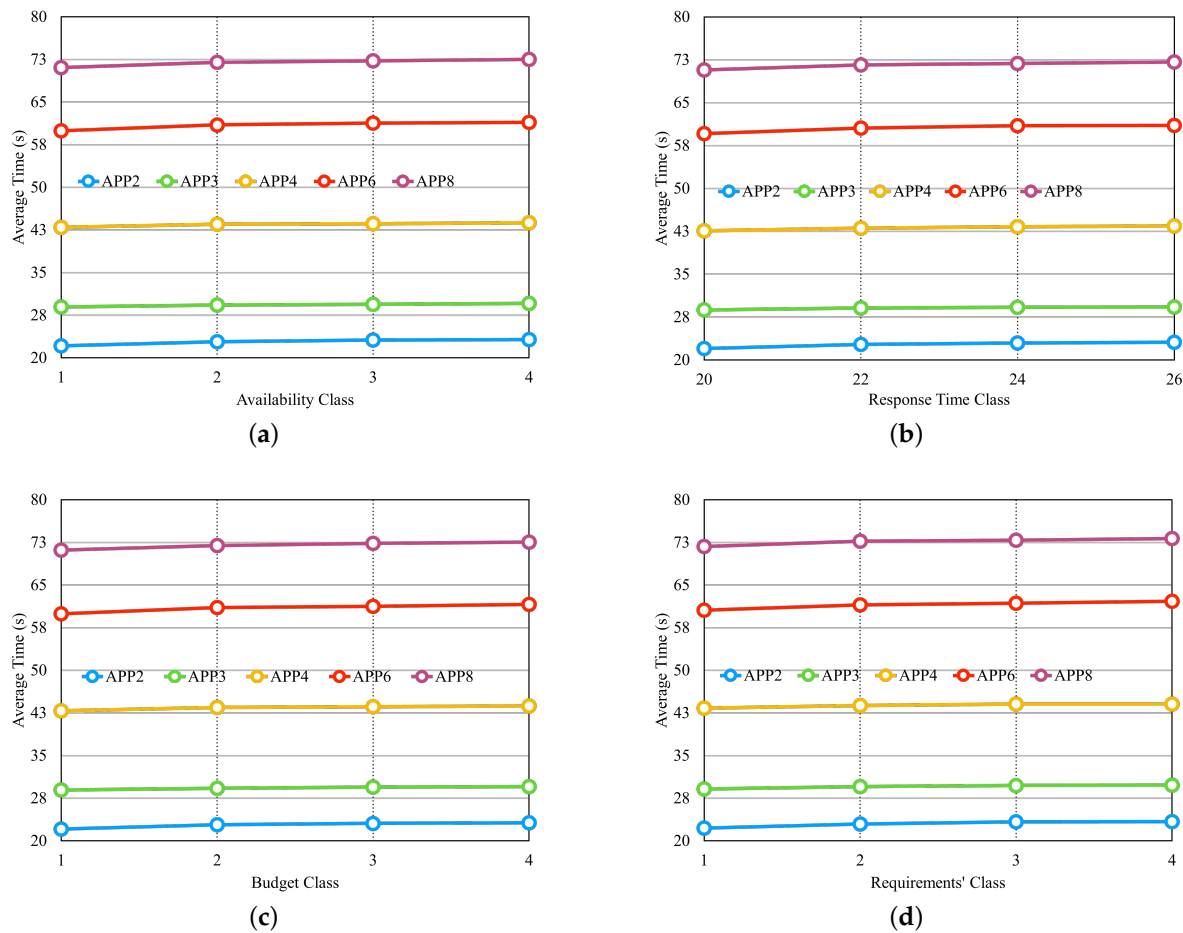 80
73
65
58
50
43
35
28
20
Average Time (s)
APP2 APP3 APP4 APP6 APP8
1 2 3 4
Availability Class
(a)
80
73
65
58
50
43
35
28
20
Average Time (s)
APP2 APP3 APP4 APP6 APP8
20 22 24 26
Response Time Class
(b)
80
73
65
58
50
43
35
28
20
Average Time (s)
APP2 APP3 APP4 APP6 APP8
1 2 3 4
Budget Class
(c)
80
73
65
58
50
43
35
28
20
Average Time (s)
APP2 APP3 APP4 APP6 APP8
1 2 3 4
Requirements' Class
(d)